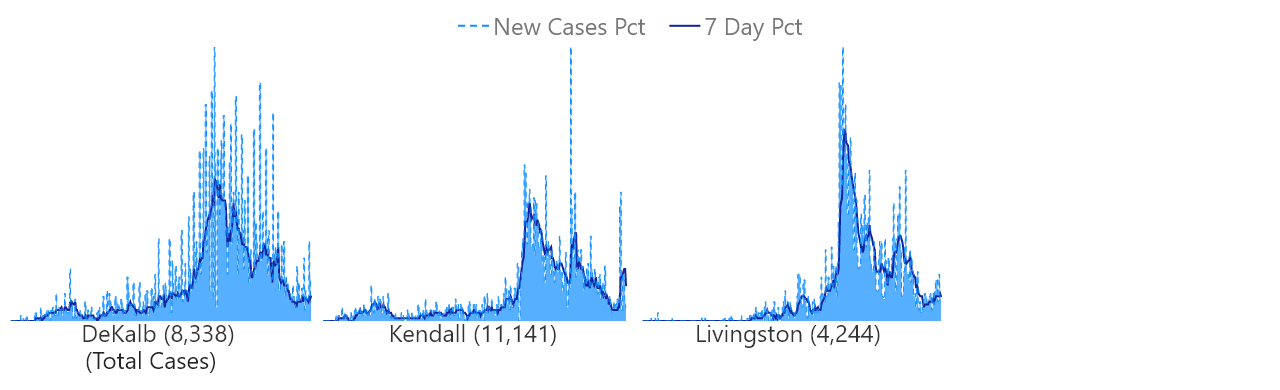 New Cases Pct 7 Day Pct
DeKalb (8,338) Kendall (11,141) Livingston (4,244)
(Total Cases)